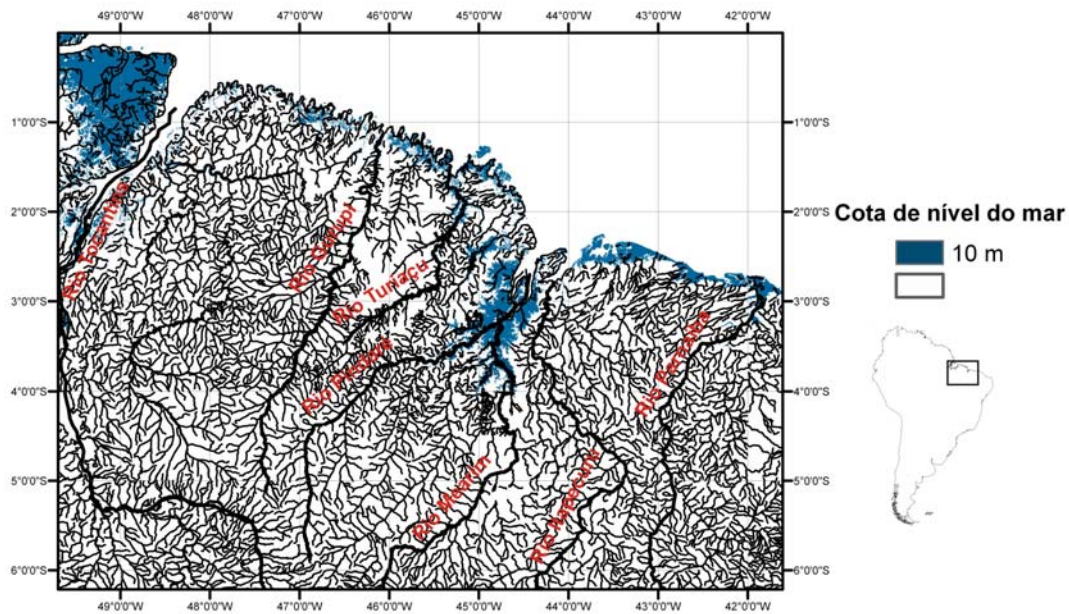 49°0'0"W 48°0'0"W 47°0'0"W 46°0'0"W 45°0'0"W 44°0'0"W 43°0'0"W 42°0'0"W
1°0'0"S 1°0'0"S
2°0'0"S 2°0'0"S
3°0'0"S 3°0'0"S
4°0'0"S 4°0'0"S
5°0'0"S 5°0'0"S
6°0'0"S 6°0'0"S
Rio Tocantins
Rio Gurupi
Rio Turiaçu
Rio Pindaré
Rio Mearim
Rio Itapecuru
Rio Parnaíba
49°0'0"W 48°0'0"W 47°0'0"W 46°0'0"W 45°0'0"W 44°0'0"W 43°0'0"W 42°0'0"W
Cota de nível do mar
10 m